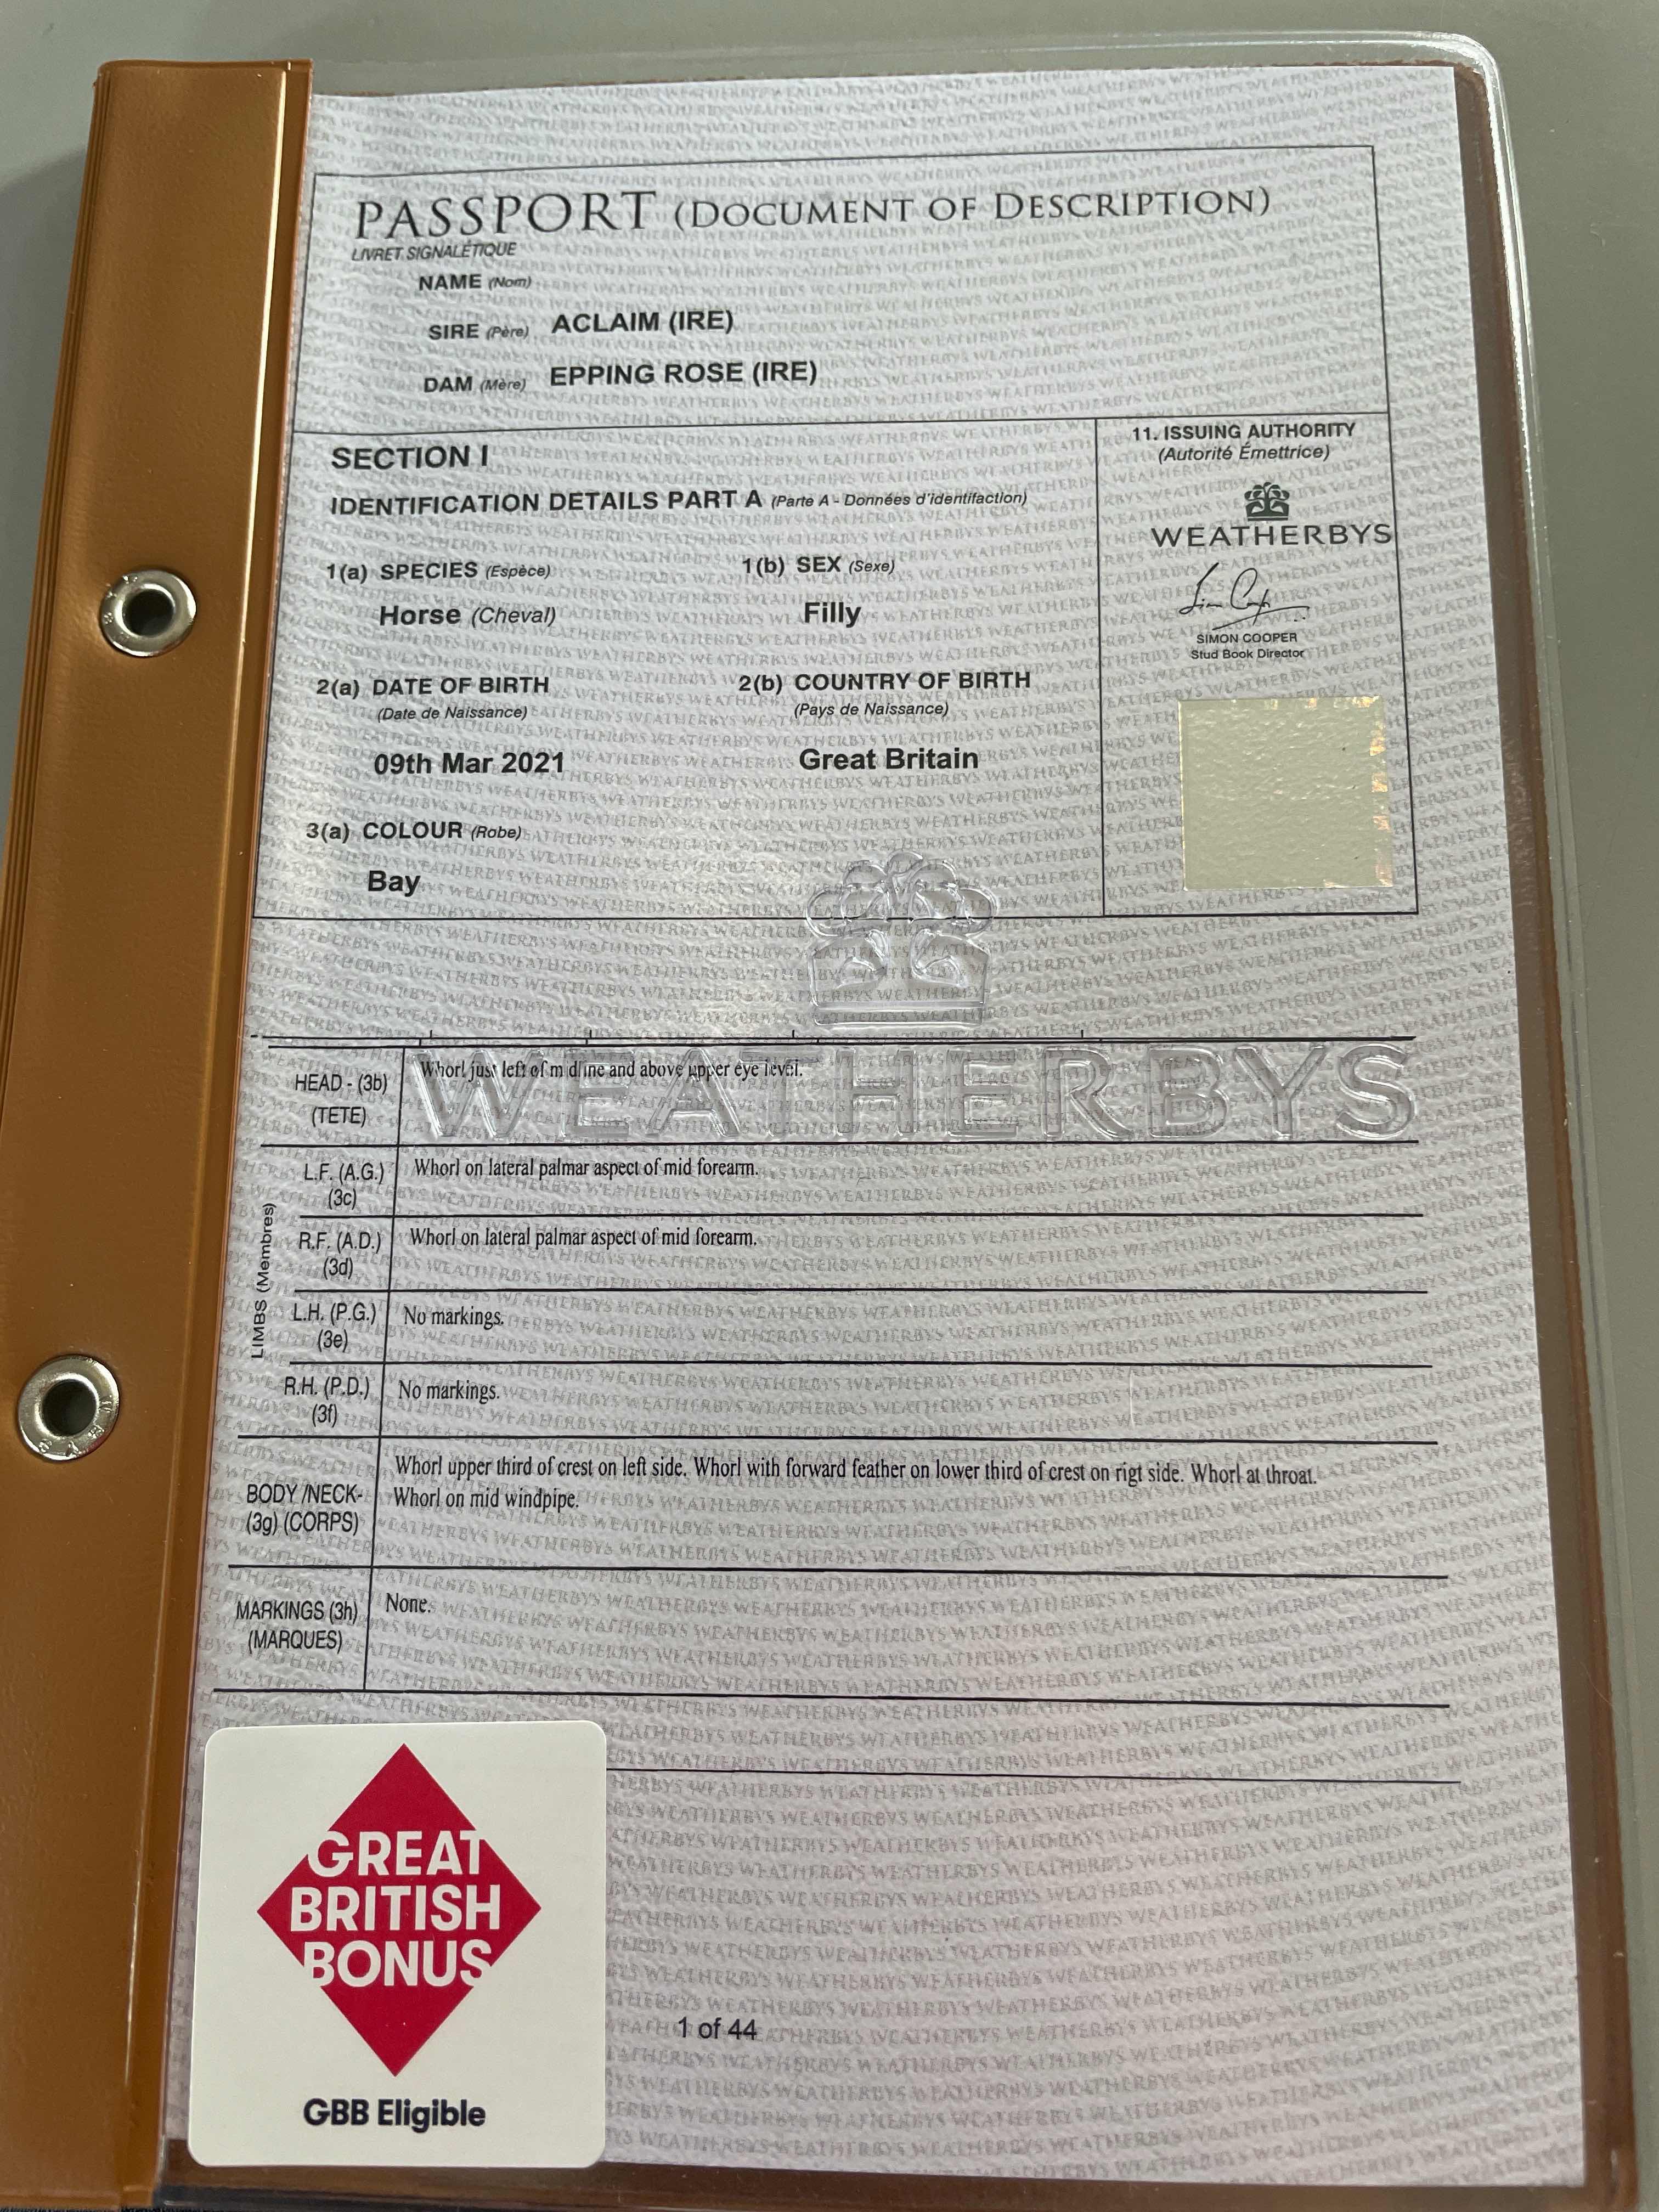 PASSPORT (DOCUMENT OF DESCRIPTION)
LIVRET SIGNALÉTIQUE
NAME (Nom)
SIRE (Père) ACLAIM (IRE)
DAM (Mère) EPPING ROSE (IRE)
SECTION I
IDENTIFICATION DETAILS PART A (Parte A - Données d'identifaction)
1(a) SPECIES (Espèce) 1(b) SEX (Sexe)
Horse (Cheval) Filly
2(a) DATE OF BIRTH 2(b) COUNTRY OF BIRTH
(Date de Naissance) (Pays de Naissance)
09th Mar 2021 Great Britain
3(a) COLOUR (Robe)
Bay
11. ISSUING AUTHORITY
(Autorité Émettrice)
WEATHERBYS
SIMON COOPER
Stud Book Director
WEATHERBYS
HEAD - (3b) Whorl just left of midline and above upper eye level.
(TETE)
LIMBS (Membres)
L.F. (A.G.) Whorl on lateral palmar aspect of mid forearm.
(3c)
R.F. (A.D.) Whorl on lateral palmar aspect of mid forearm.
(3d)
L.H. (P.G.) No markings.
(3e)
R.H. (P.D.) No markings.
(3f)
BODY /NECK- Whorl upper third of crest on left side. Whorl with forward feather on lower third of crest on rigt side. Whorl at throat.
(3g) (CORPS) Whorl on mid windpipe.
MARKINGS (3h) None.
(MARQUES)
GREAT
BRITISH
BONUS
GBB Eligible
1 of 44